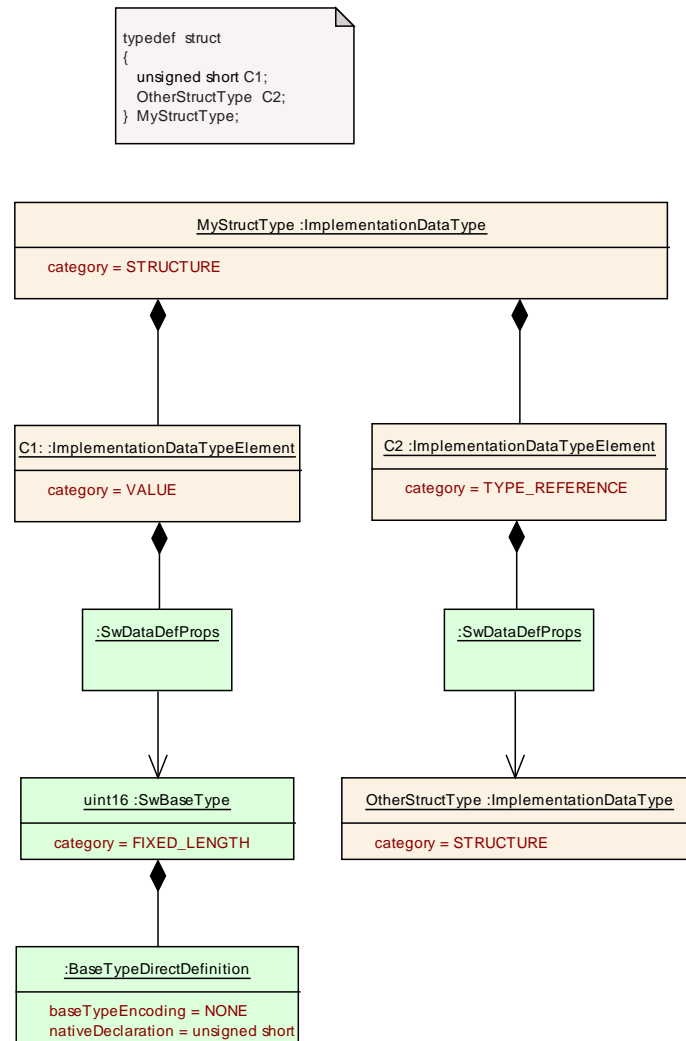 typedef struct
{
unsigned short C1;
OtherStructType C2;
} MyStructType;
MyStructType :ImplementationDataType
category = STRUCTURE
C1: :ImplementationDataTypeElement
category = VALUE
C2 :ImplementationDataTypeElement
category = TYPE_REFERENCE
:SwDataDefProps
:SwDataDefProps
uint16 :SwBaseType
category = FIXED_LENGTH
OtherStructType :ImplementationDataType
category = STRUCTURE
:BaseTypeDirectDefinition
baseTypeEncoding = NONE
nativeDeclaration = unsigned short